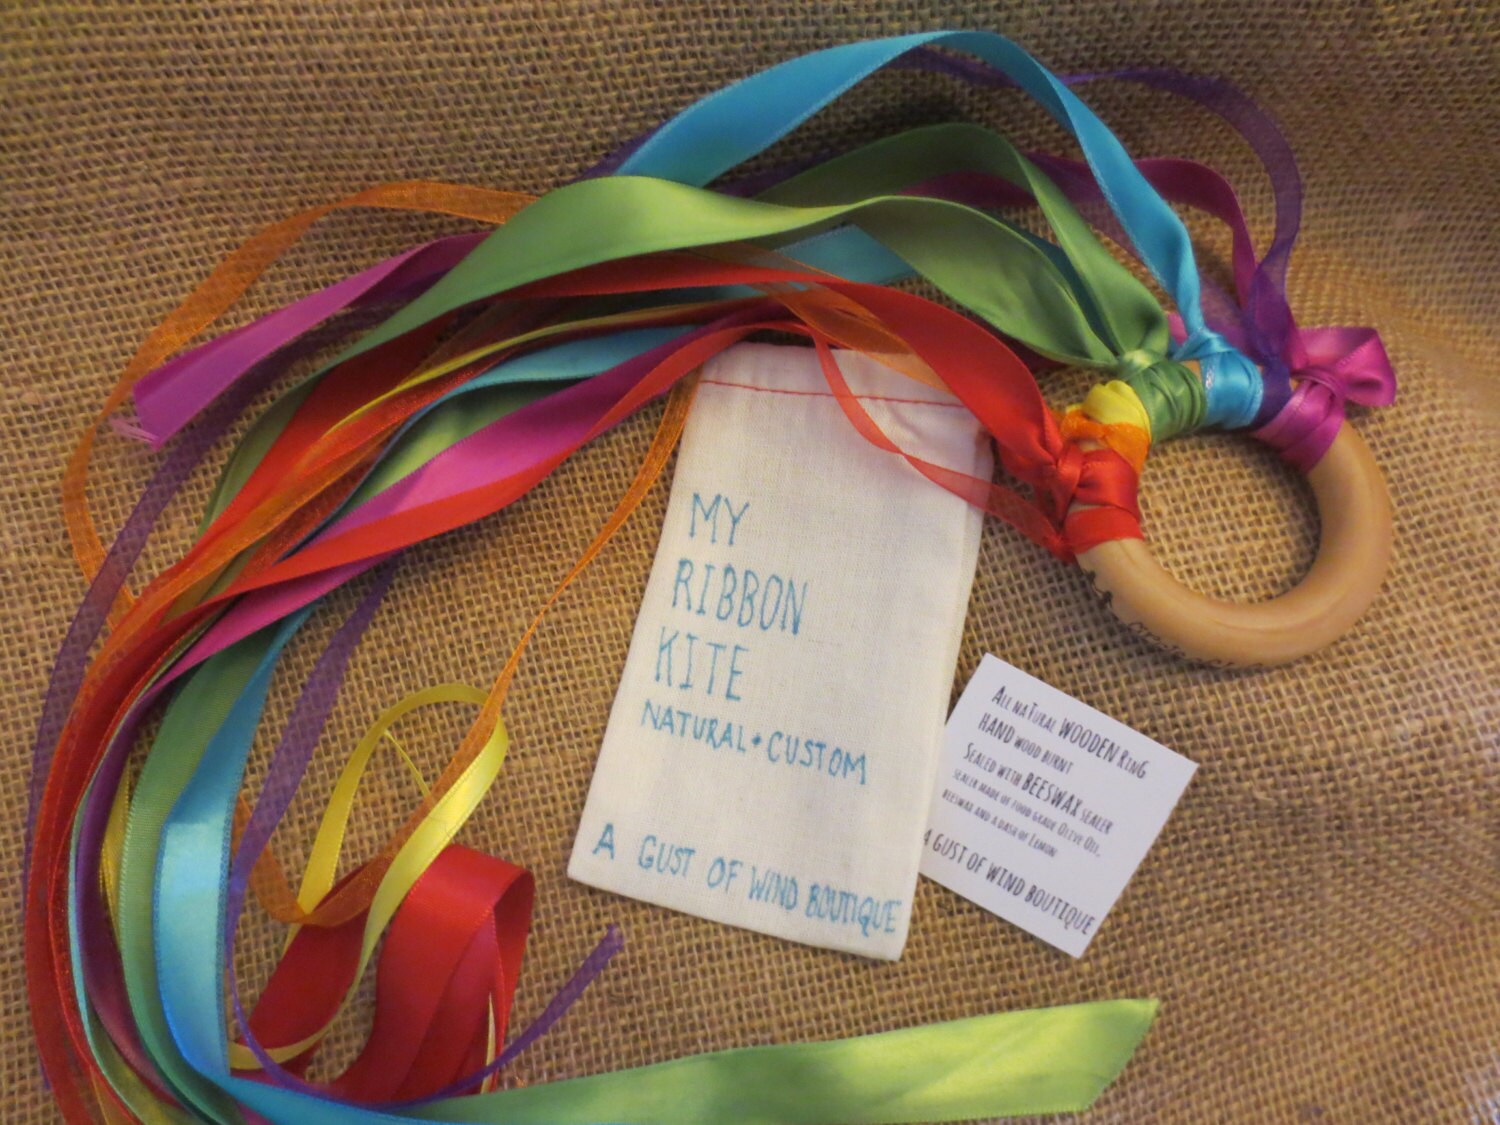 MY
RIBBON
KITE
NATURAL • CUSTOM
A GUST OF WIND BOUTIQUE
All naTural WOODEN RinG
HAND WOOD BURNT
SEALED WITH BEESWAX SEALER
SEALER MADE OF FOOD GRADE OLIVE OIL,
BEESWAX AND A DASH OF LEMON
A GUST OF WIND BOUTIQUE